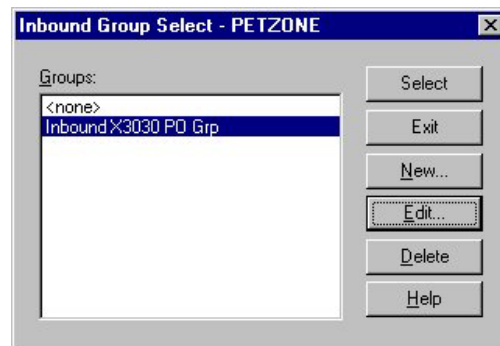 Inbound Group Select - PETZONE
Groups:
<none>
Inbound X3030 PO Grp
Select
Exit
New...
Edit...
Delete
Help